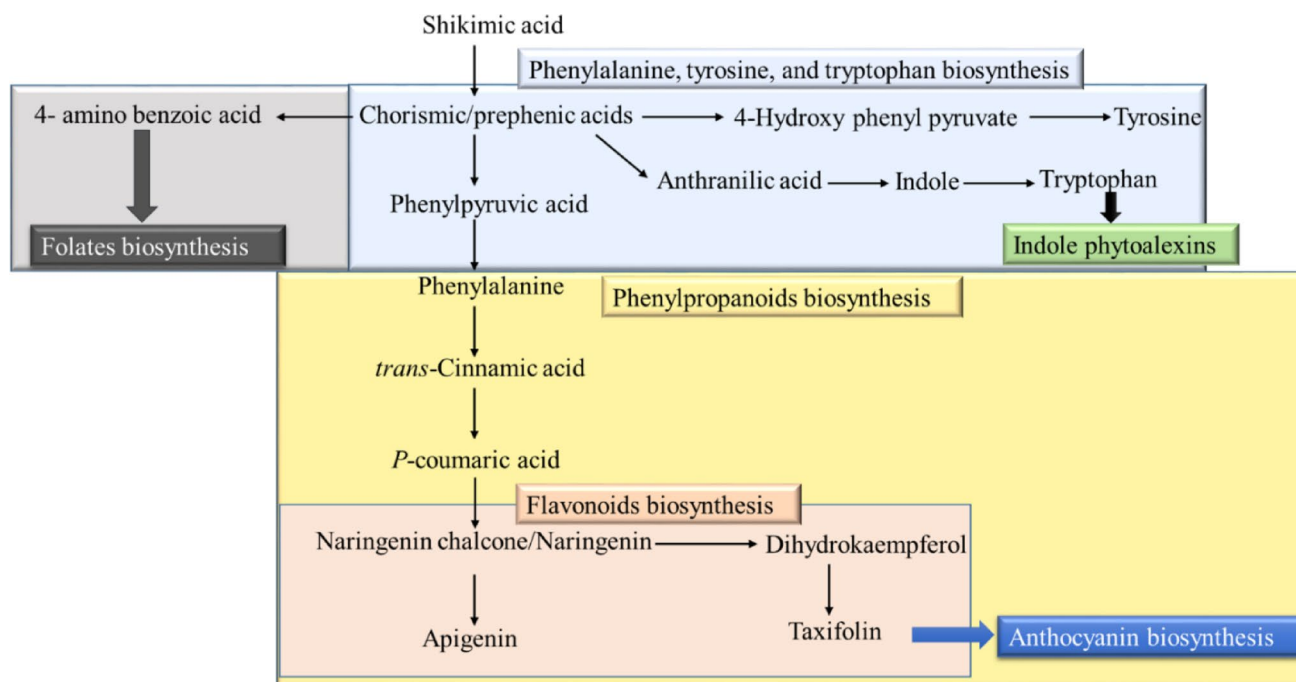 Shikimic acid
Phenylalanine, tyrosine, and tryptophan biosynthesis
4- amino benzoic acid
Chorismic/prephenic acids
4-Hydroxy phenyl pyruvate
Tyrosine
Anthranilic acid
Indole
Tryptophan
Phenylpyruvic acid
Folates biosynthesis
Indole phytoalexins
Phenylalanine
Phenylpropanoids biosynthesis
trans-Cinnamic acid
P-coumaric acid
Flavonoids biosynthesis
Naringenin chalcone/Naringenin
Dihydrokaempferol
Apigenin
Taxifolin
Anthocyanin biosynthesis